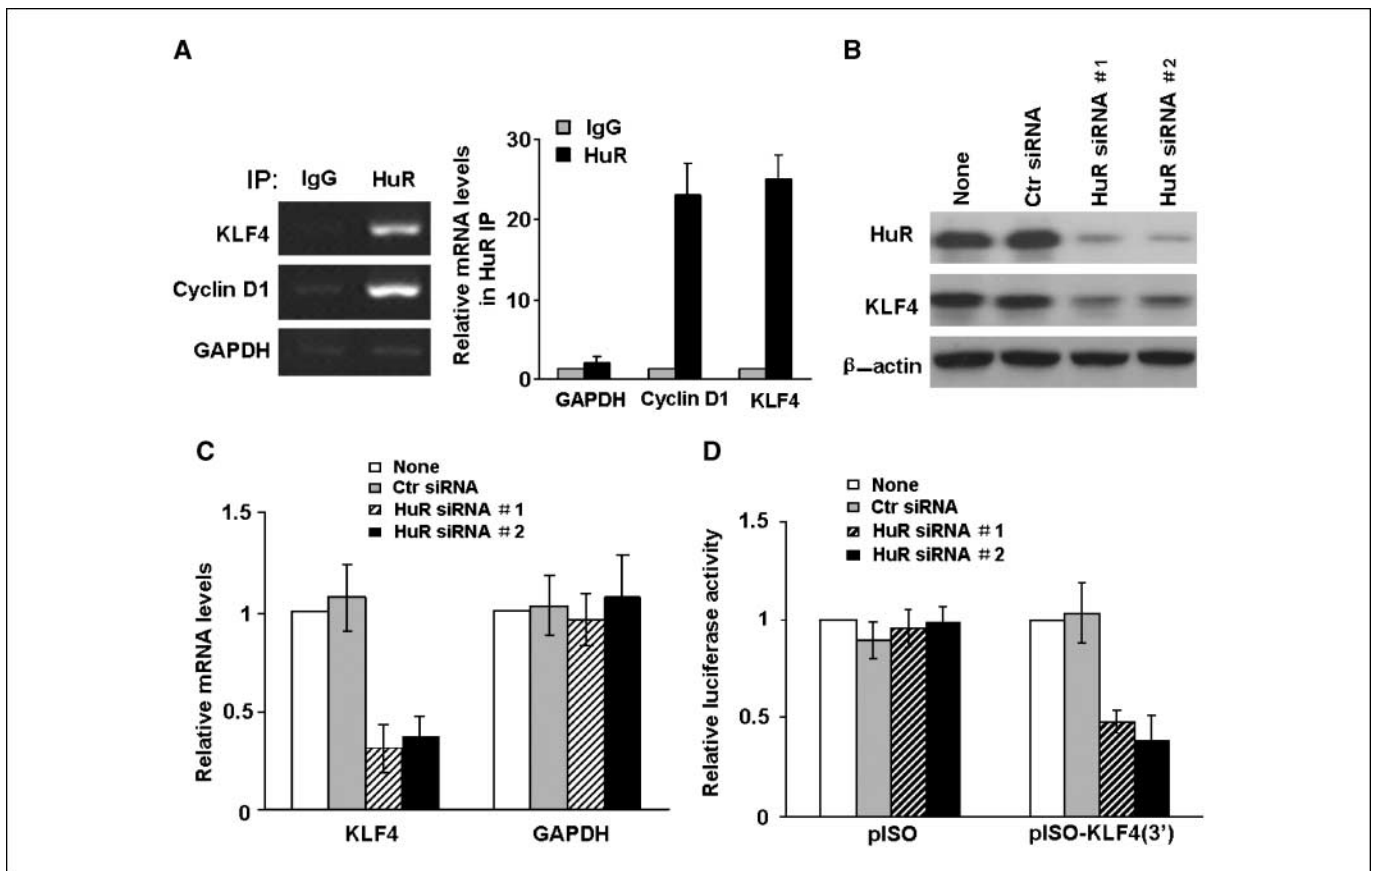 A
IP: IgG HuR
KLF4
Cyclin D1
GAPDH
Relative mRNA levels
in HuR IP
IgG
HuR
30
20
10
0
GAPDH Cyclin D1 KLF4
B
None
Ctr siRNA
HuR siRNA #1
HuR siRNA #2
HuR
KLF4
β–actin
C
None
Ctr siRNA
HuR siRNA #1
HuR siRNA #2
Relative mRNA levels
1.5
1
0.5
0
KLF4 GAPDH
D
None
Ctr siRNA
HuR siRNA #1
HuR siRNA #2
Relative luciferase activity
1.5
1
0.5
0
pISO pISO-KLF4(3')